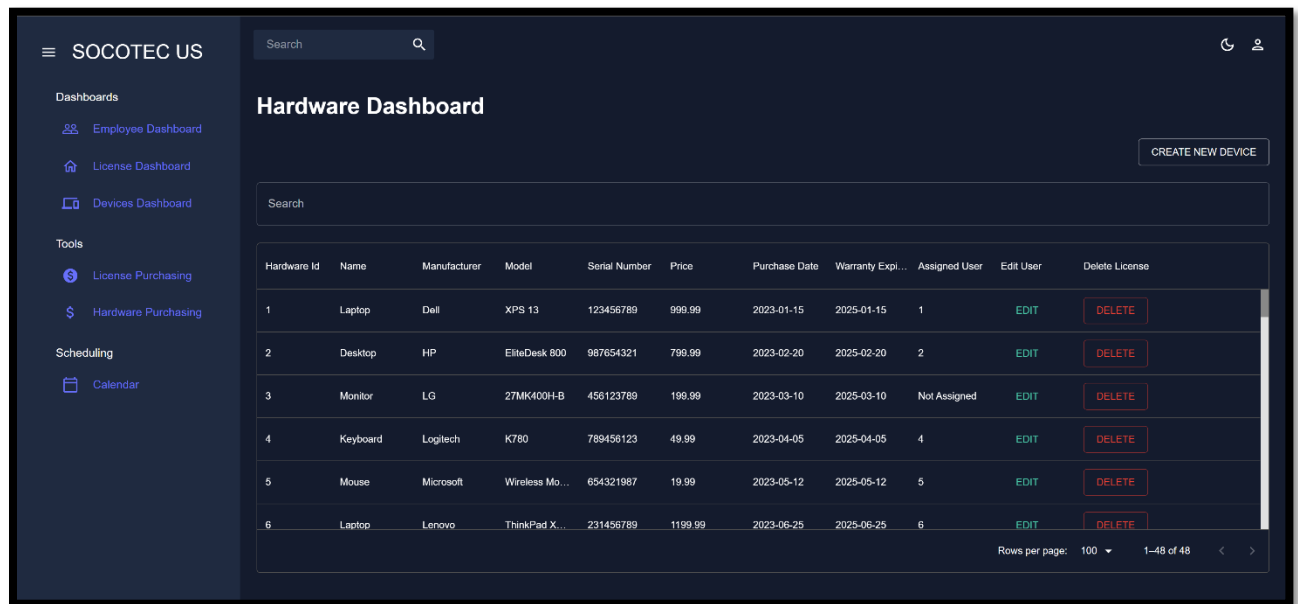 SOCOTEC US
Search
Dashboards
Employee Dashboard
License Dashboard
Devices Dashboard
Tools
License Purchasing
Hardware Purchasing
Scheduling
Calendar
Hardware Dashboard
CREATE NEW DEVICE
Search
Hardware Id Name Manufacturer Model Serial Number Price Purchase Date Warranty Expi... Assigned User Edit User Delete License
1 Laptop Dell XPS 13 123456789 999.99 2023-01-15 2025-01-15 1 EDIT DELETE
2 Desktop HP EliteDesk 800 987654321 799.99 2023-02-20 2025-02-20 2 EDIT DELETE
3 Monitor LG 27MK400H-B 456123789 199.99 2023-03-10 2025-03-10 Not Assigned EDIT DELETE
4 Keyboard Logitech K780 789456123 49.99 2023-04-05 2025-04-05 4 EDIT DELETE
5 Mouse Microsoft Wireless Mo... 654321987 19.99 2023-05-12 2025-05-12 5 EDIT DELETE
6 Laptop Lenovo ThinkPad X... 231456789 1199.99 2023-06-25 2025-06-25 6 EDIT DELETE
Rows per page: 100 1–48 of 48